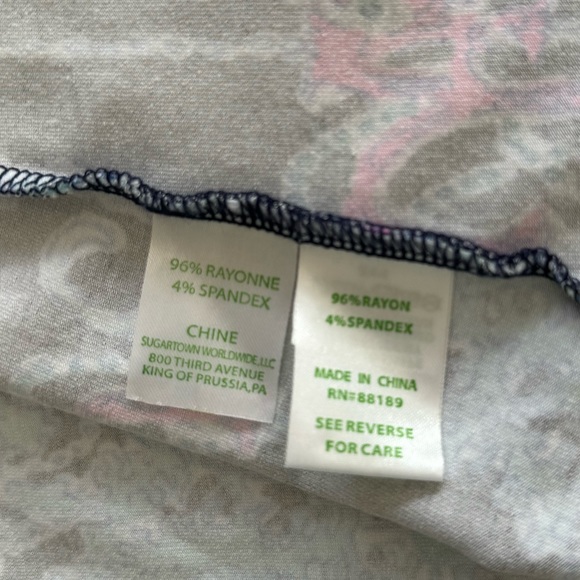 96% RAYONNE
4% SPANDEX
CHINE
SUGARTOWN WORLDWIDE, LLC
800 THIRD AVENUE
KING OF PRUSSIA, PA
96%RAYON
4%SPANDEX
MADE IN CHINA
RN#88189
SEE REVERSE
FOR CARE